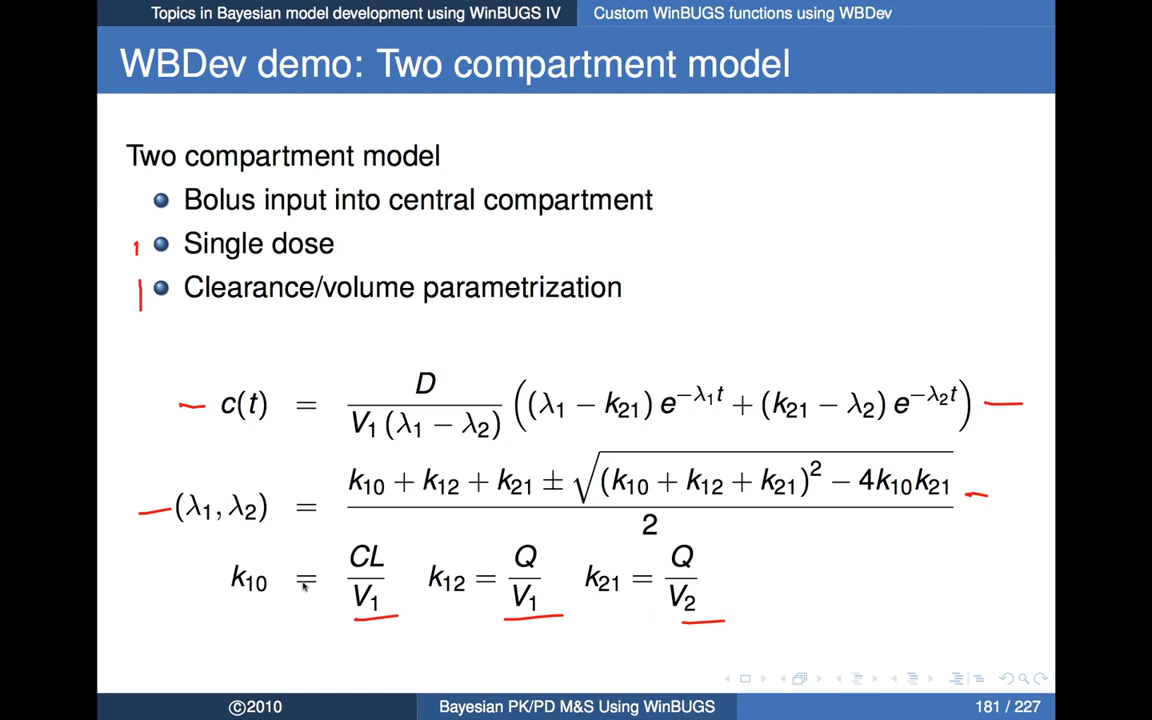 Topics in Bayesian model development using WinBUGS IV Custom WinBUGS functions using WBDev
WBDev demo: Two compartment model
Two compartment model
Bolus input into central compartment
Single dose
Clearance/volume parametrization
c(t) = D / (V₁ (λ₁ − λ₂)) ((λ₁ − k₂₁) e^(−λ₁t) + (k₂₁ − λ₂) e^(−λ₂t))
(λ₁, λ₂) = (k₁₀ + k₁₂ + k₂₁ ± √((k₁₀ + k₁₂ + k₂₁)² − 4k₁₀k₂₁)) / 2
k₁₀ = CL / V₁ k₁₂ = Q / V₁ k₂₁ = Q / V₂
©2010 Bayesian PK/PD M&S Using WinBUGS 181 / 227